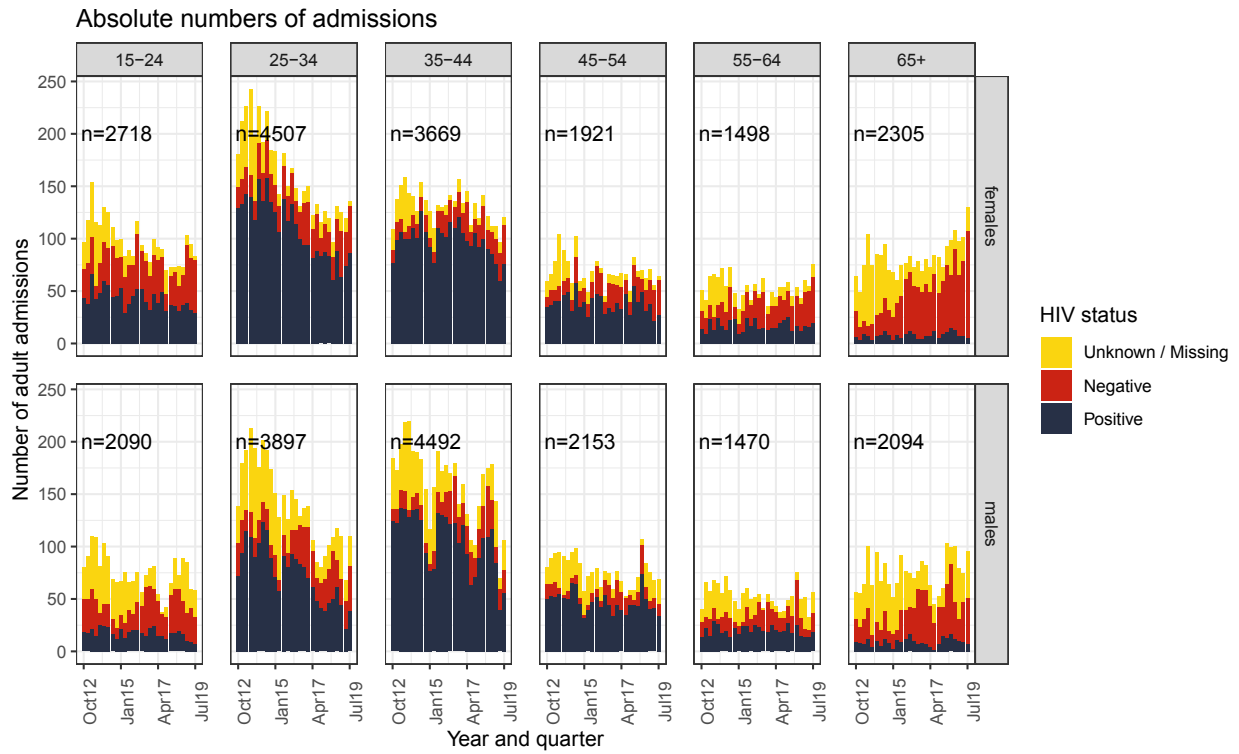 Absolute numbers of admissions
15−24 25−34 35−44 45−54 55−64 65+
250
200
150
100
50
0
n=2718 n=4507 n=3669 n=1921 n=1498 n=2305
females
250
200
150
100
50
0
n=2090 n=3897 n=4492 n=2153 n=1470 n=2094
males
Number of adult admissions
Oct12 Jan15 Apr17 Jul19 Oct12 Jan15 Apr17 Jul19 Oct12 Jan15 Apr17 Jul19 Oct12 Jan15 Apr17 Jul19 Oct12 Jan15 Apr17 Jul19 Oct12 Jan15 Apr17 Jul19
Year and quarter
HIV status
Unknown / Missing
Negative
Positive